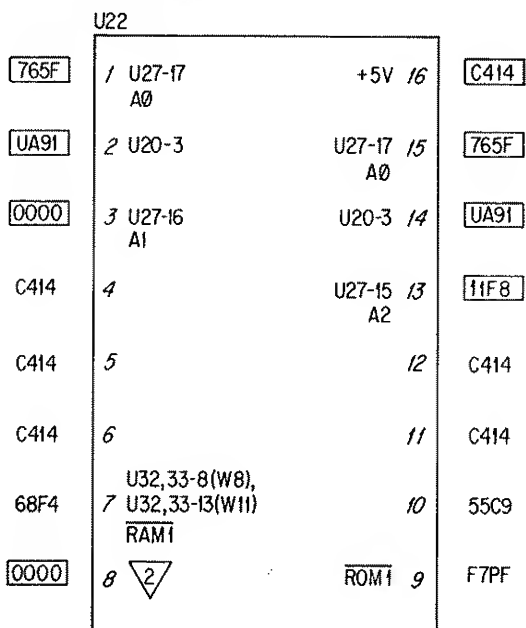 U22
765F 1 U27-17 +5V 16 C414
A0
UA91 2 U20-3 U27-17 15 765F
A0
0000 3 U27-16 U20-3 14 UA91
A1
C414 4 U27-15 13 11F8
A2
C414 5 12 C414
C414 6 11 C414
U32,33-8(W8),
68F4 7 U32,33-13(W11) 10 55C9
RAM1
0000 8 2 ROM1 9 F7PF